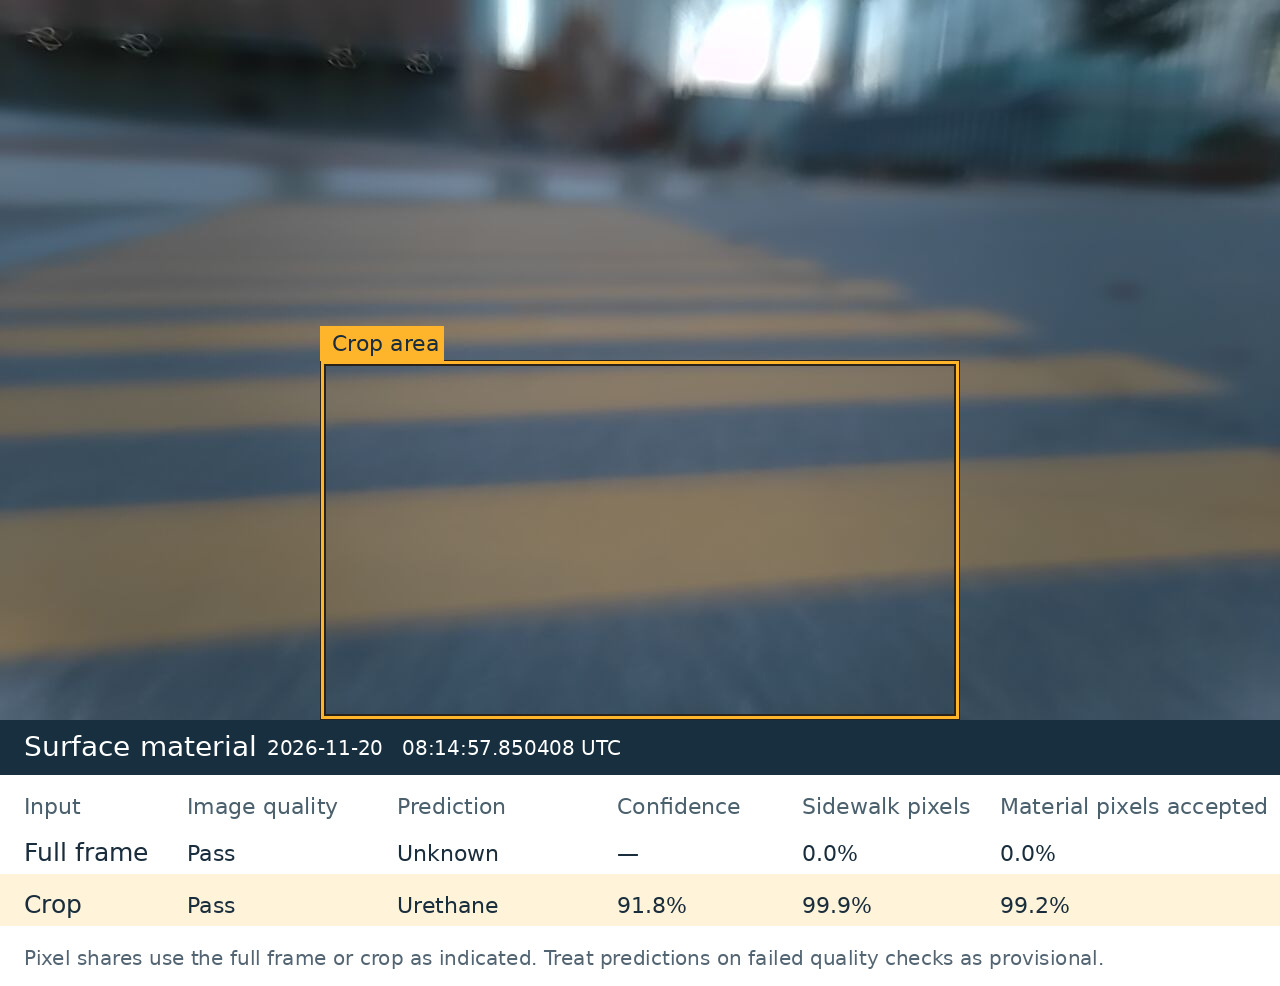 Crop area
Surface material 2026-11-20 08:14:57.850408 UTC
Input Image quality Prediction Confidence Sidewalk pixels Material pixels accepted
Full frame Pass Unknown — 0.0% 0.0%
Crop Pass Urethane 91.8% 99.9% 99.2%
Pixel shares use the full frame or crop as indicated. Treat predictions on failed quality checks as provisional.